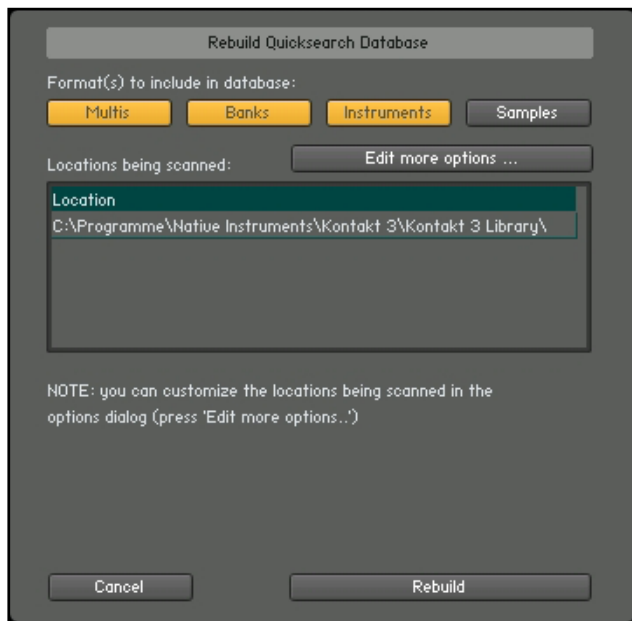 Rebuild Quicksearch Database
Format(s) to include in database:
Multis Banks Instruments Samples
Locations being scanned: Edit more options ...
Location
C:\Programme\Native Instruments\Kontakt 3\Kontakt 3 Library\
NOTE: you can customize the locations being scanned in the
options dialog (press 'Edit more options..')
Cancel Rebuild